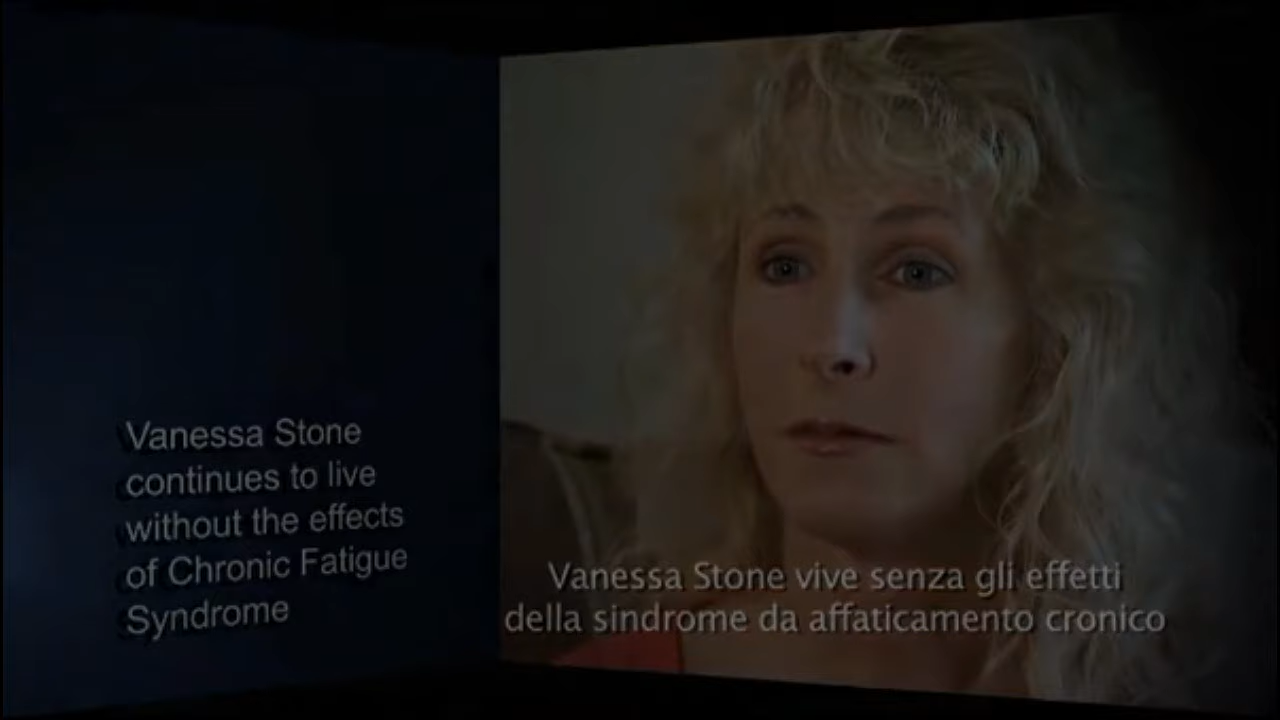 Vanessa Stone
continues to live
without the effects
of Chronic Fatigue
Syndrome
Vanessa Stone vive senza gli effetti
della sindrome da affaticamento cronico